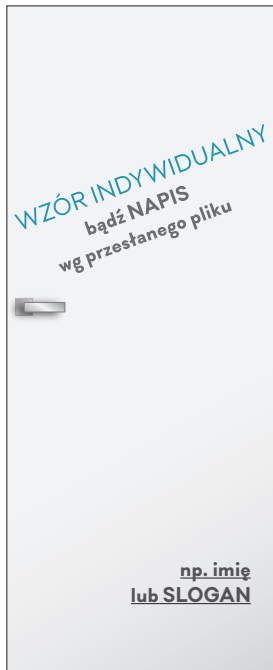 WZÓR INDYWIDUALNY
bądź NAPIS
wg przesłanego pliku
np. imię
lub SLOGAN